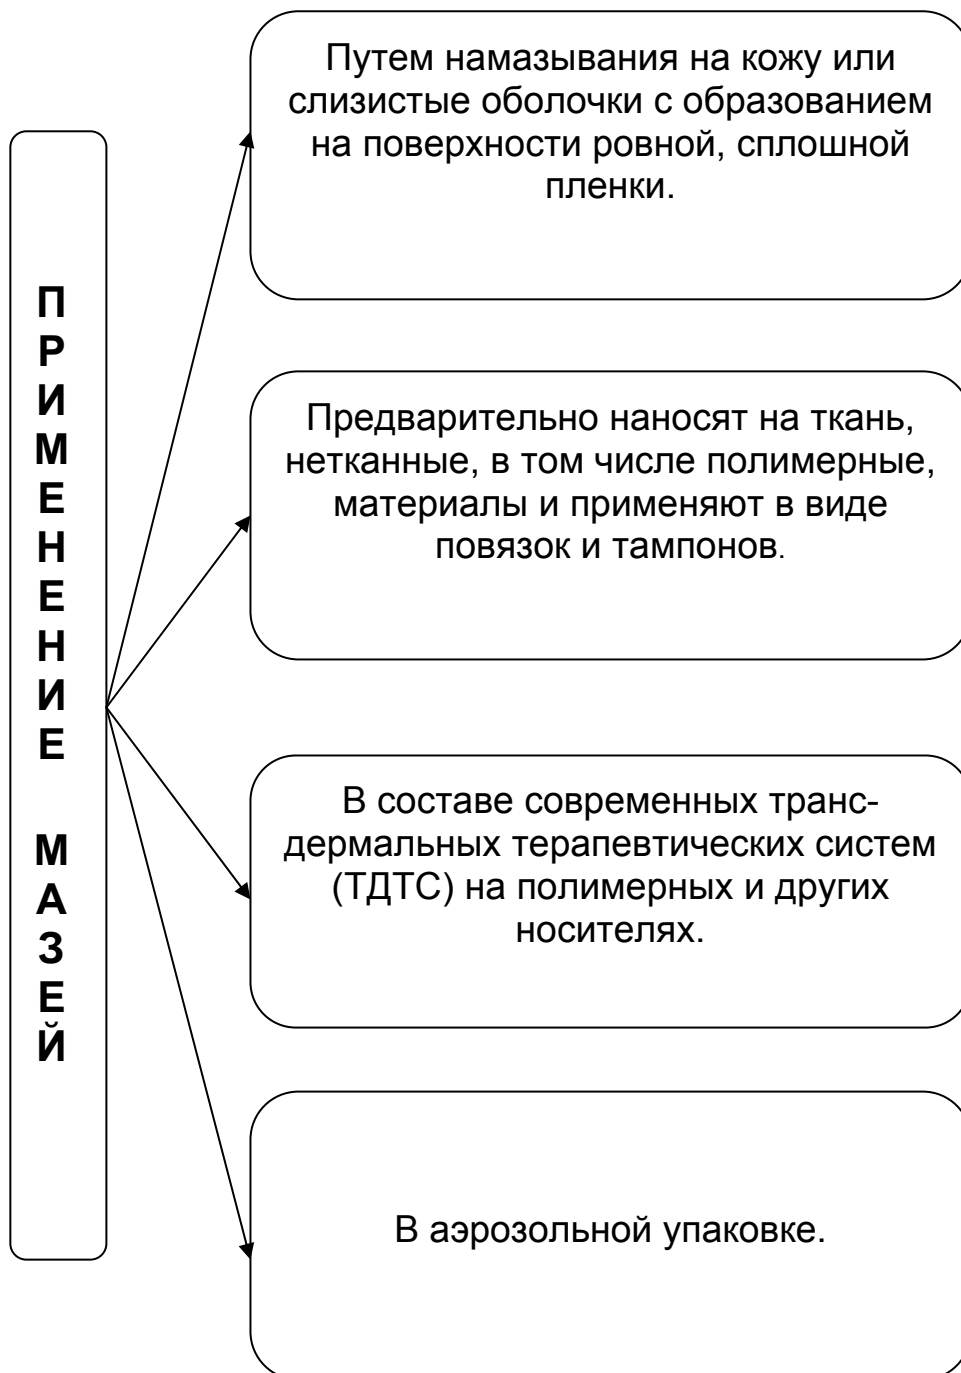 ПРИМЕНЕНИЕ МАЗЕЙ
Путем намазывания на кожу или
слизистые оболочки с образованием
на поверхности ровной, сплошной
пленки.
Предварительно наносят на ткань,
нетканные, в том числе полимерные,
материалы и применяют в виде
повязок и тампонов.
В составе современных транс-
дермальных терапевтических систем
(ТДТС) на полимерных и других
носителях.
В аэрозольной упаковке.